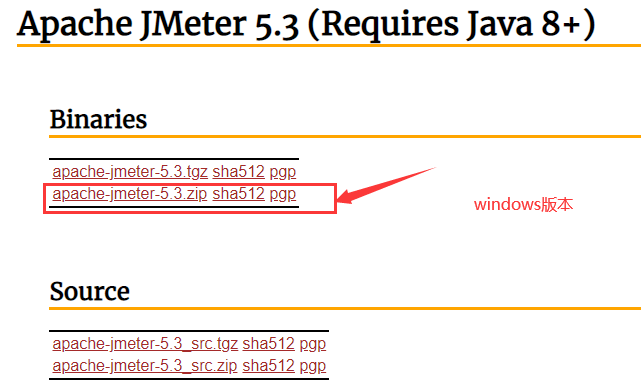 Apache JMeter 5.3 (Requires Java 8+)
Binaries
apache-jmeter-5.3.tgz sha512 pgp
apache-jmeter-5.3.zip sha512 pgp
windows版本
Source
apache-jmeter-5.3_src.tgz sha512 pgp
apache-jmeter-5.3_src.zip sha512 pgp